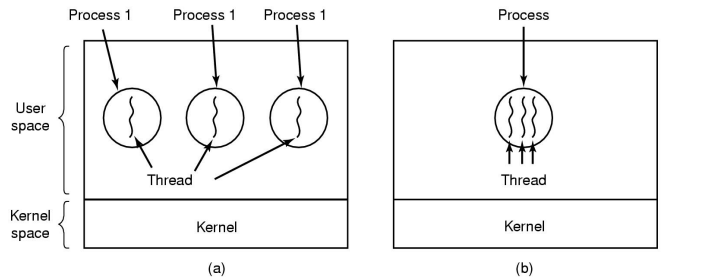 Process 1 Process 1 Process 1
Process
User
space
Thread
Thread
Kernel
space
Kernel
Kernel
(a)
(b)